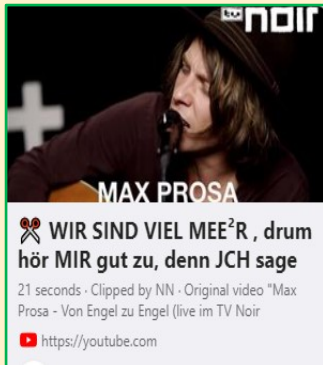 tv noir
MAX PROSA
WIR SIND VIEL MEE²R , drum
hör MIR gut zu, denn JCH sage
21 seconds · Clipped by NN · Original video "Max
Prosa - Von Engel zu Engel (live im TV Noir
https://youtube.com